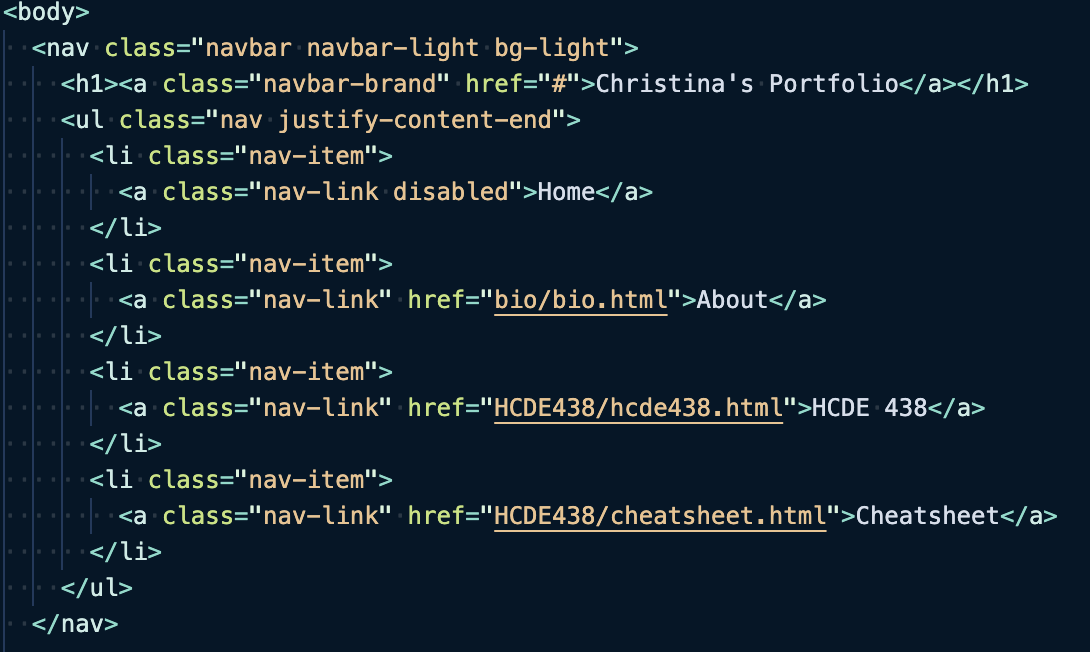 <body>
<nav class="navbar navbar-light bg-light">
<h1><a class="navbar-brand" href="#">Christina's Portfolio</a></h1>
<ul class="nav justify-content-end">
<li class="nav-item">
<a class="nav-link disabled">Home</a>
</li>
<li class="nav-item">
<a class="nav-link" href="bio/bio.html">About</a>
</li>
<li class="nav-item">
<a class="nav-link" href="HCDE438/hcde438.html">HCDE 438</a>
</li>
<li class="nav-item">
<a class="nav-link" href="HCDE438/cheatsheet.html">Cheatsheet</a>
</li>
</ul>
</nav>